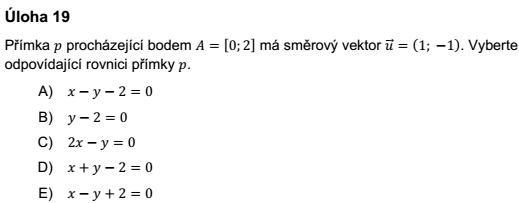 Úloha 19
Přímka p procházející bodem A = [0; 2] má směrový vektor u⃗ = (1; −1). Vyberte
odpovídající rovnici přímky p.
A) x − y − 2 = 0
B) y − 2 = 0
C) 2x − y = 0
D) x + y − 2 = 0
E) x − y + 2 = 0